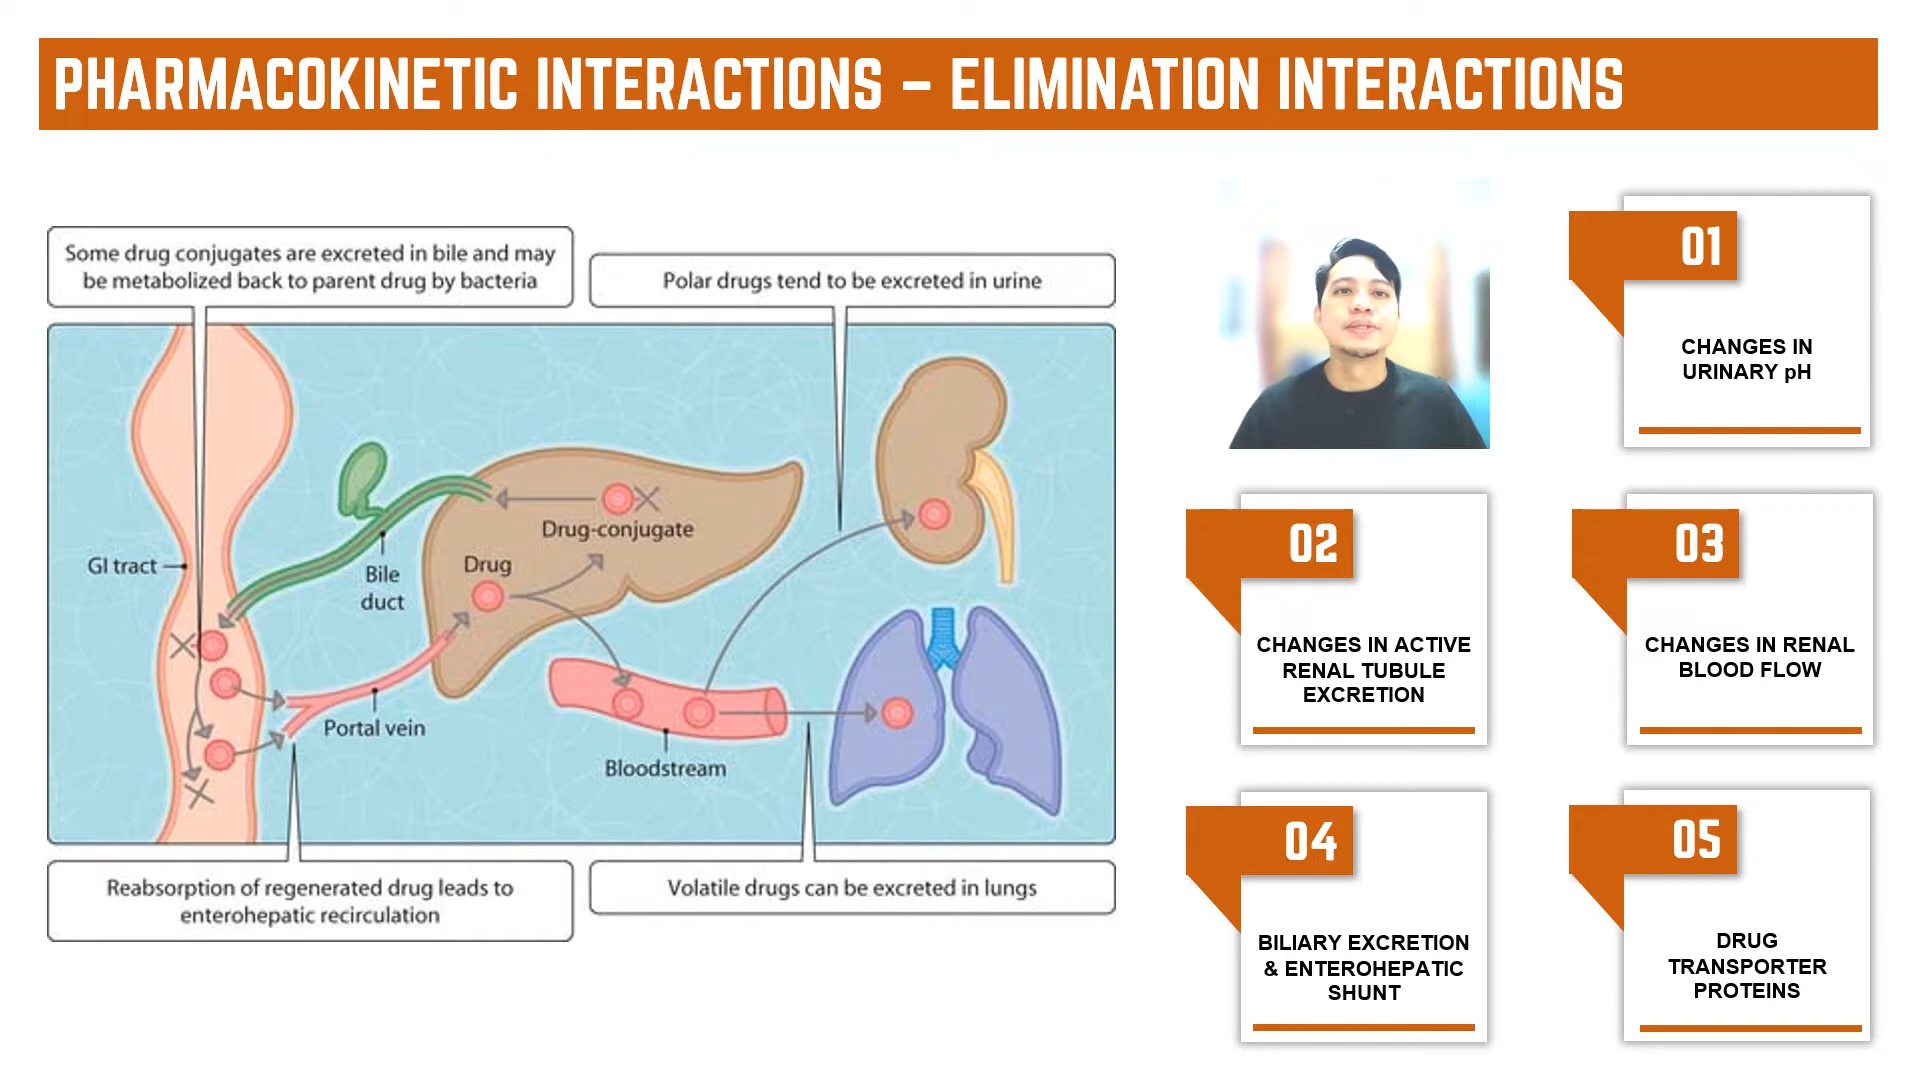 PHARMACOKINETIC INTERACTIONS – ELIMINATION INTERACTIONS
Some drug conjugates are excreted in bile and may
be metabolized back to parent drug by bacteria
Polar drugs tend to be excreted in urine
Drug-conjugate
Drug
GI tract
Bile
duct
Portal vein
Bloodstream
Reabsorption of regenerated drug leads to
enterohepatic recirculation
Volatile drugs can be excreted in lungs
01
CHANGES IN
URINARY pH
02
CHANGES IN ACTIVE
RENAL TUBULE
EXCRETION
03
CHANGES IN RENAL
BLOOD FLOW
04
BILIARY EXCRETION
& ENTEROHEPATIC
SHUNT
05
DRUG
TRANSPORTER
PROTEINS